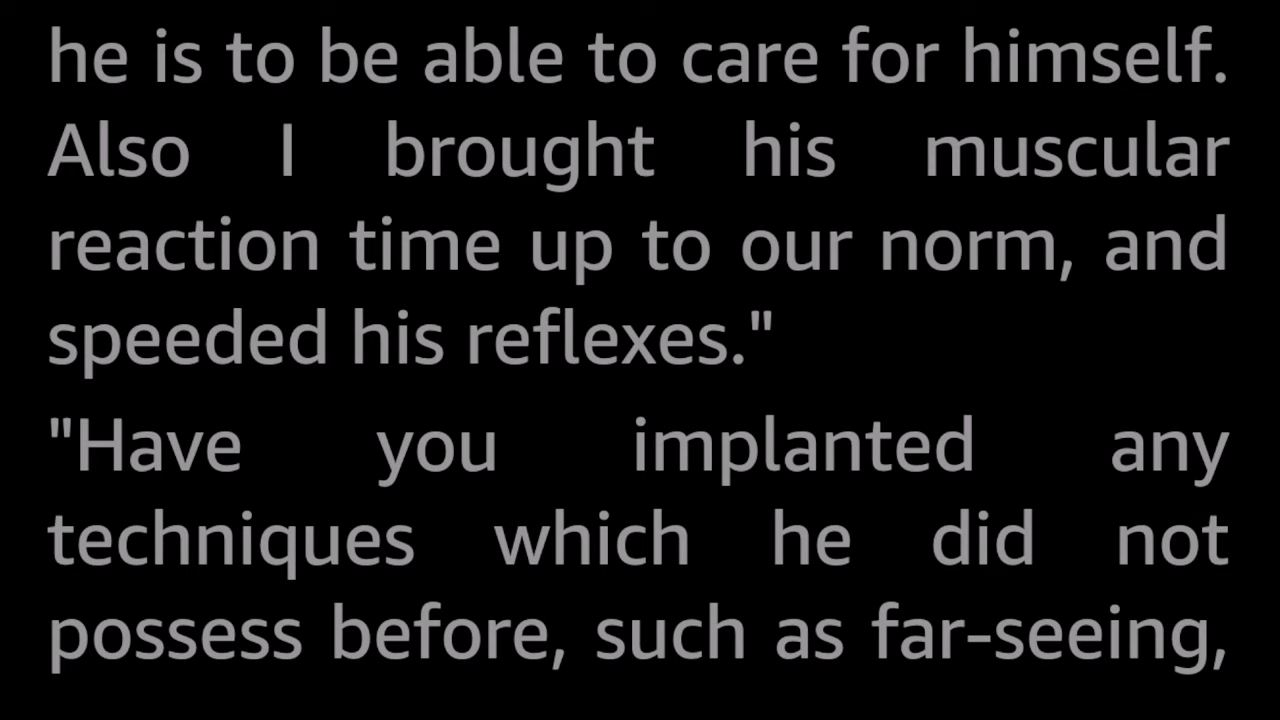 he is to be able to care for himself.
Also I brought his muscular
reaction time up to our norm, and
speeded his reflexes."
"Have you implanted any
techniques which he did not
possess before, such as far-seeing,